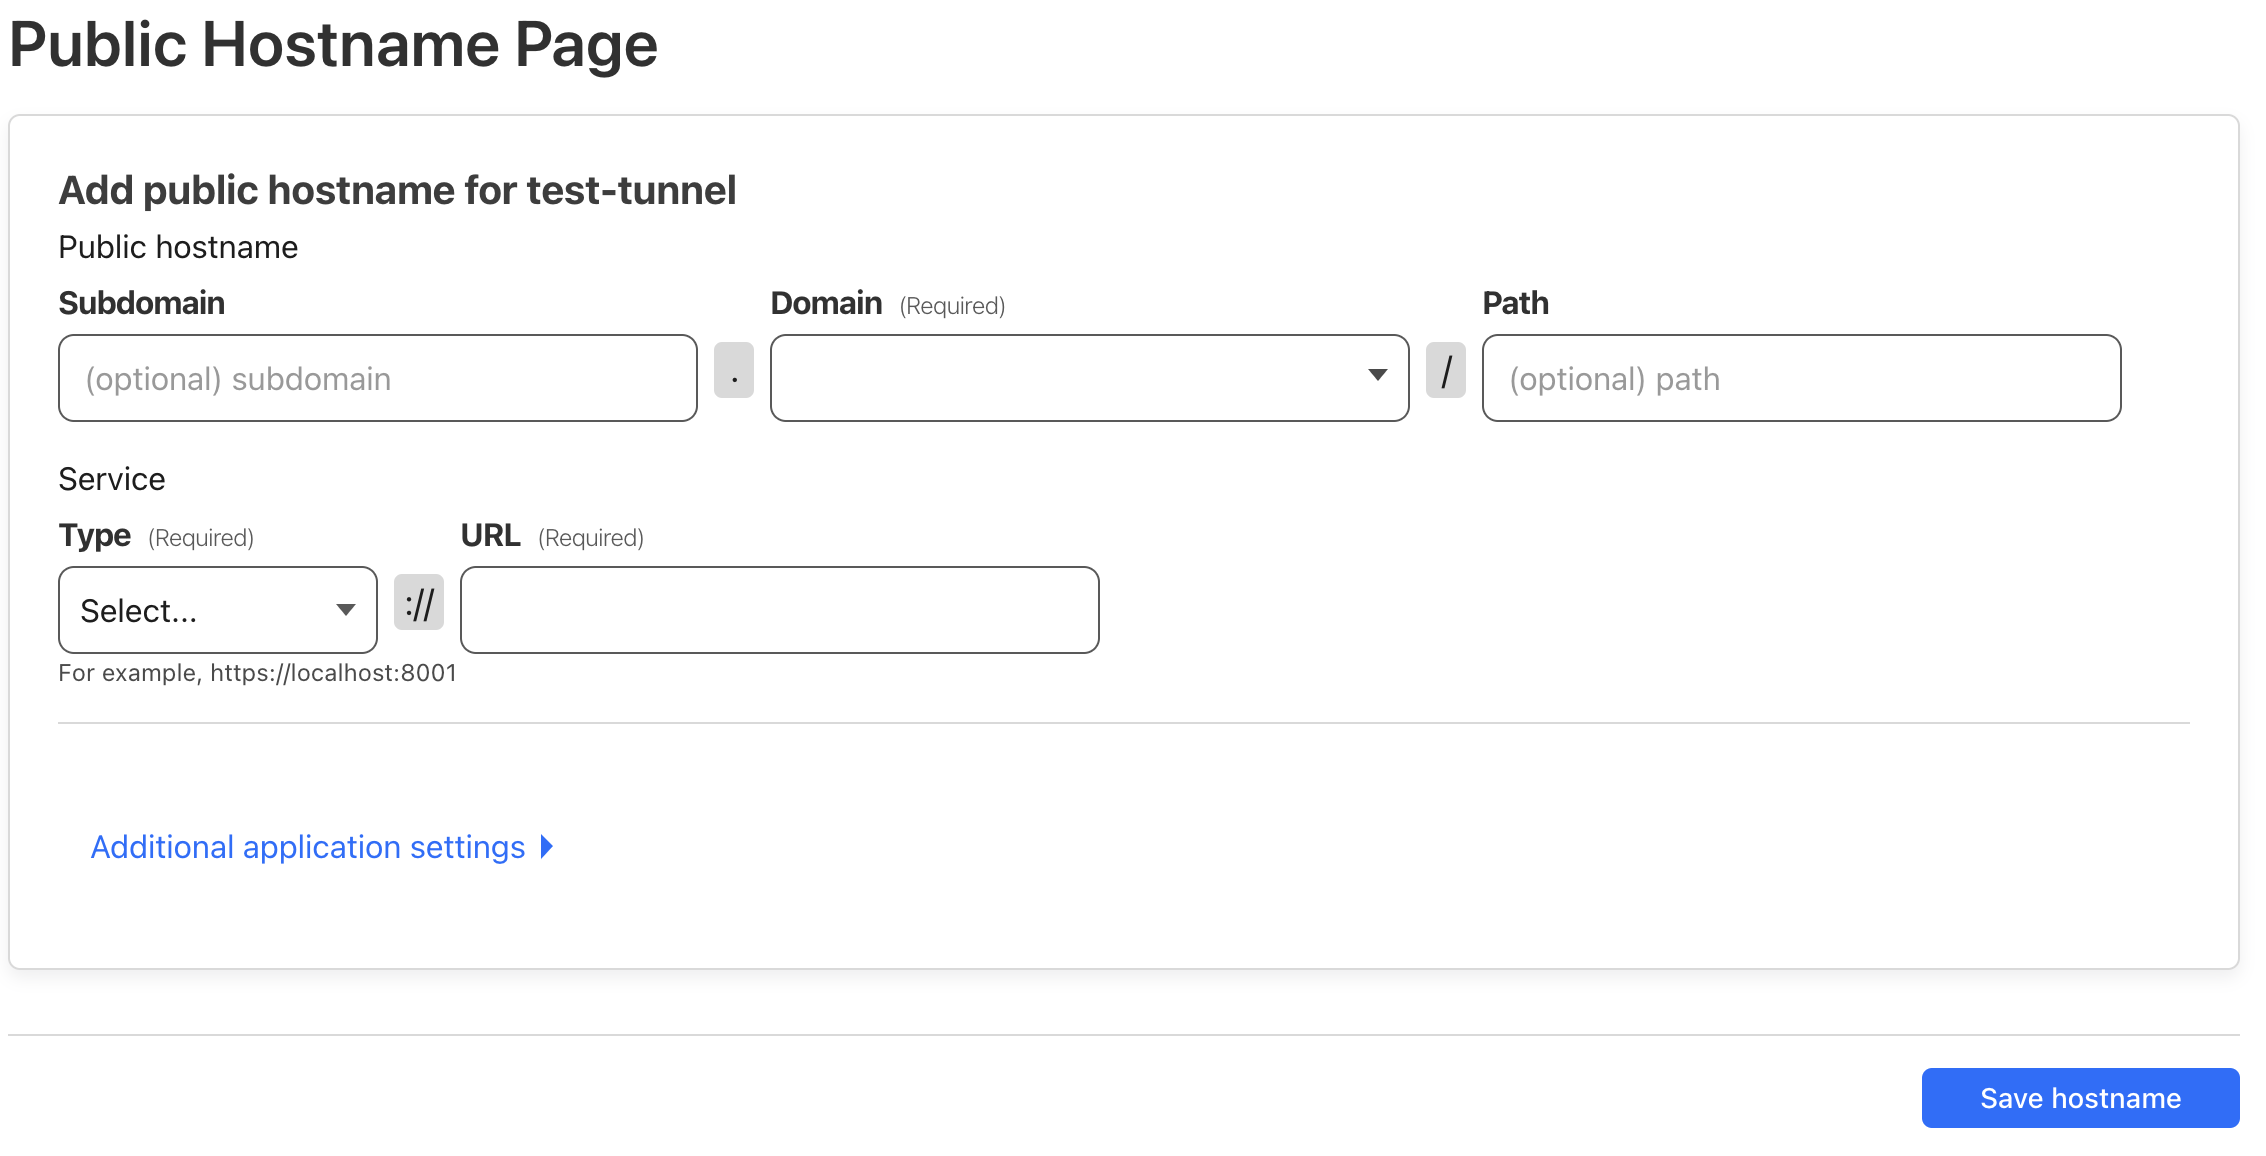 Public Hostname Page
Add public hostname for test-tunnel
Public hostname
Subdomain Domain (Required) Path
(optional) subdomain . / (optional) path
Service
Type (Required) URL (Required)
Select... ://
For example, https://localhost:8001
Additional application settings
Save hostname